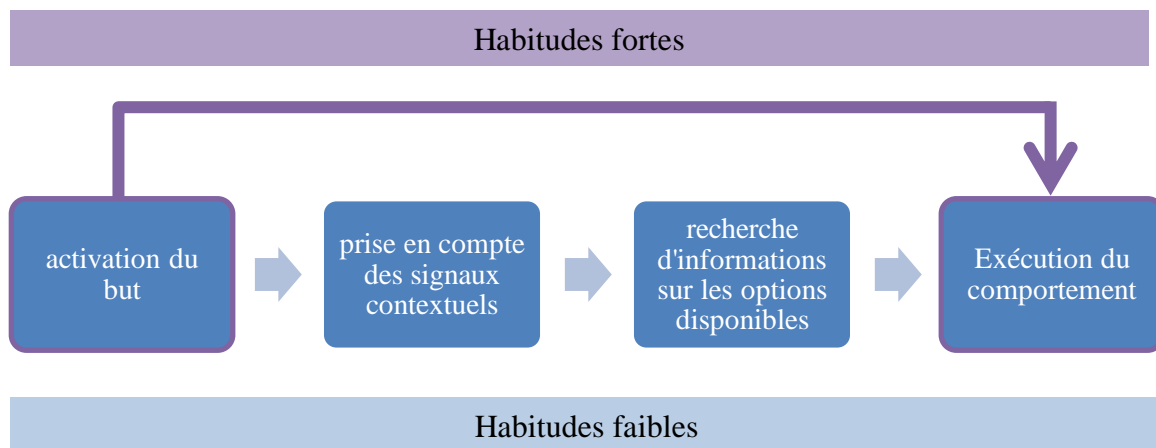 Habitudes fortes
activation du
but
prise en compte
des signaux
contextuels
recherche
d'informations
sur les options
disponibles
Exécution du
comportement
Habitudes faibles